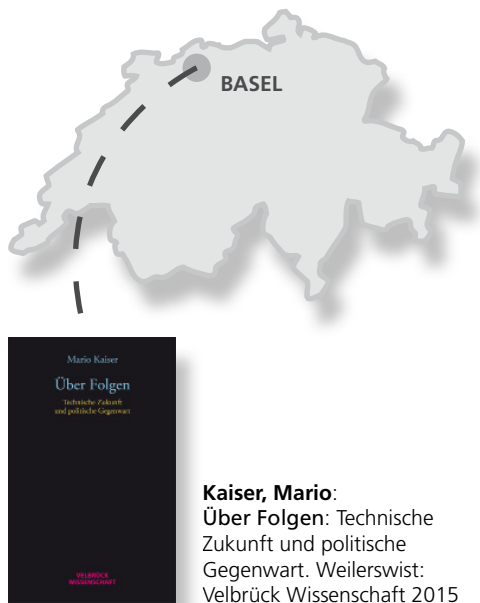 BASEL
Mario Kaiser
Über Folgen
Technische Zukunft
und politische Gegenwart
VELBRÜCK
WISSENSCHAFT
Kaiser, Mario:
Über Folgen: Technische
Zukunft und politische
Gegenwart. Weilerswist:
Velbrück Wissenschaft 2015